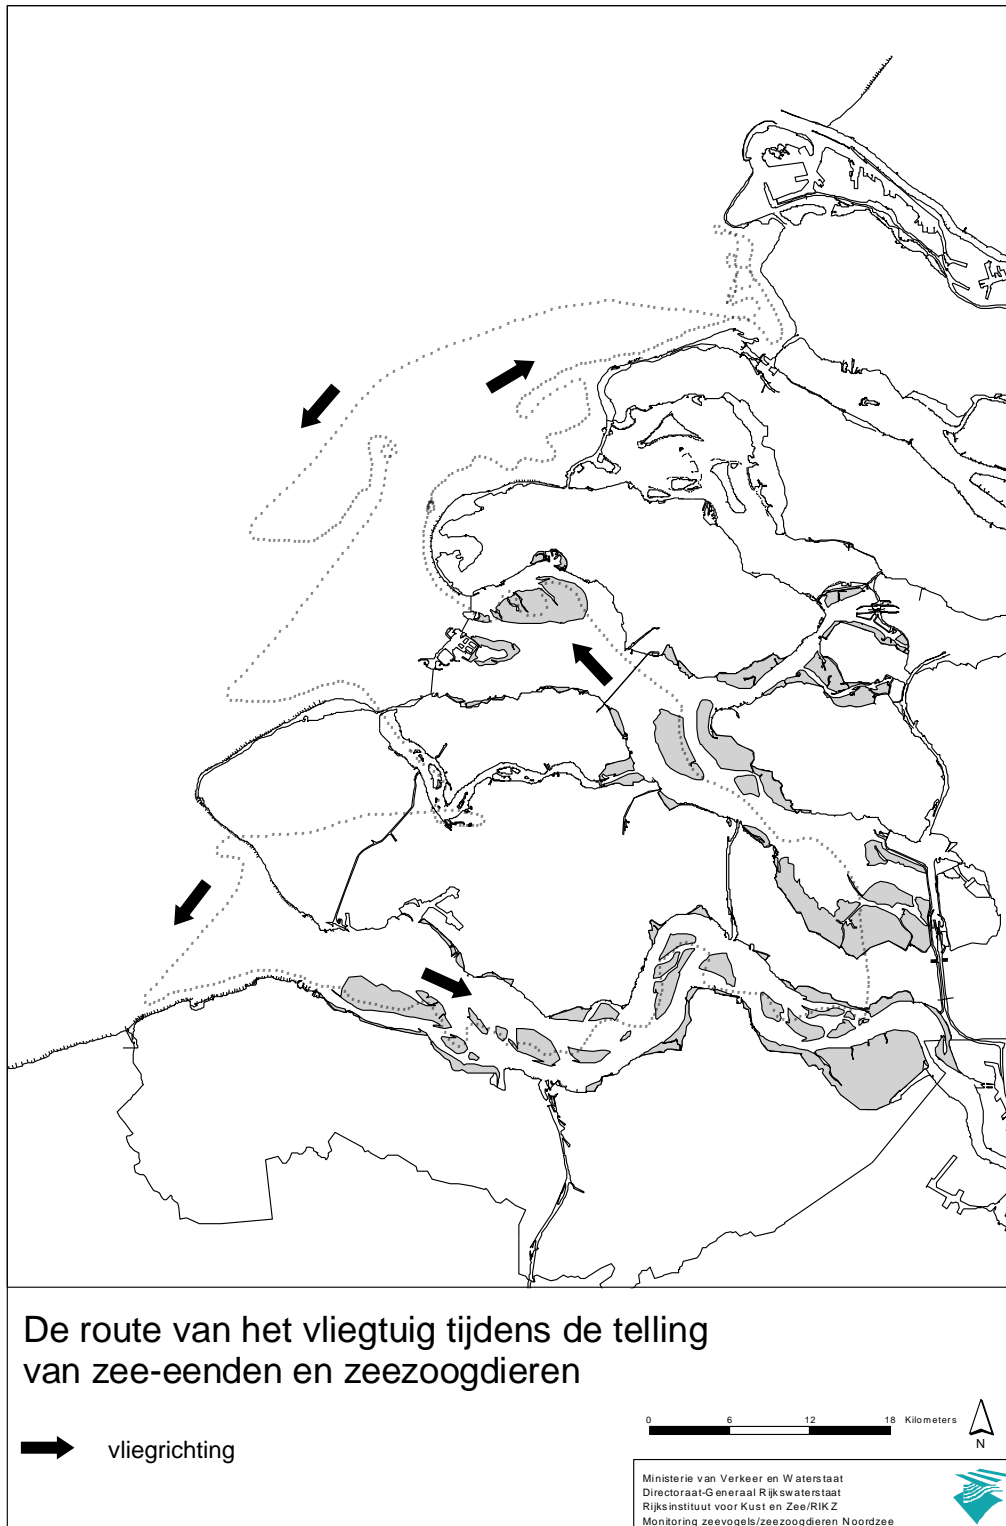 De route van het vliegtuig tijdens de telling
van zee-eenden en zeezoogdieren
vliegrichting
0 6 12 18 Kilometers
N
Ministerie van Verkeer en Waterstaat
Directoraat-Generaal Rijkswaterstaat
Rijksinstituut voor Kust en Zee/RIKZ
Monitoring zeevogels/zeezoogdieren Noordzee